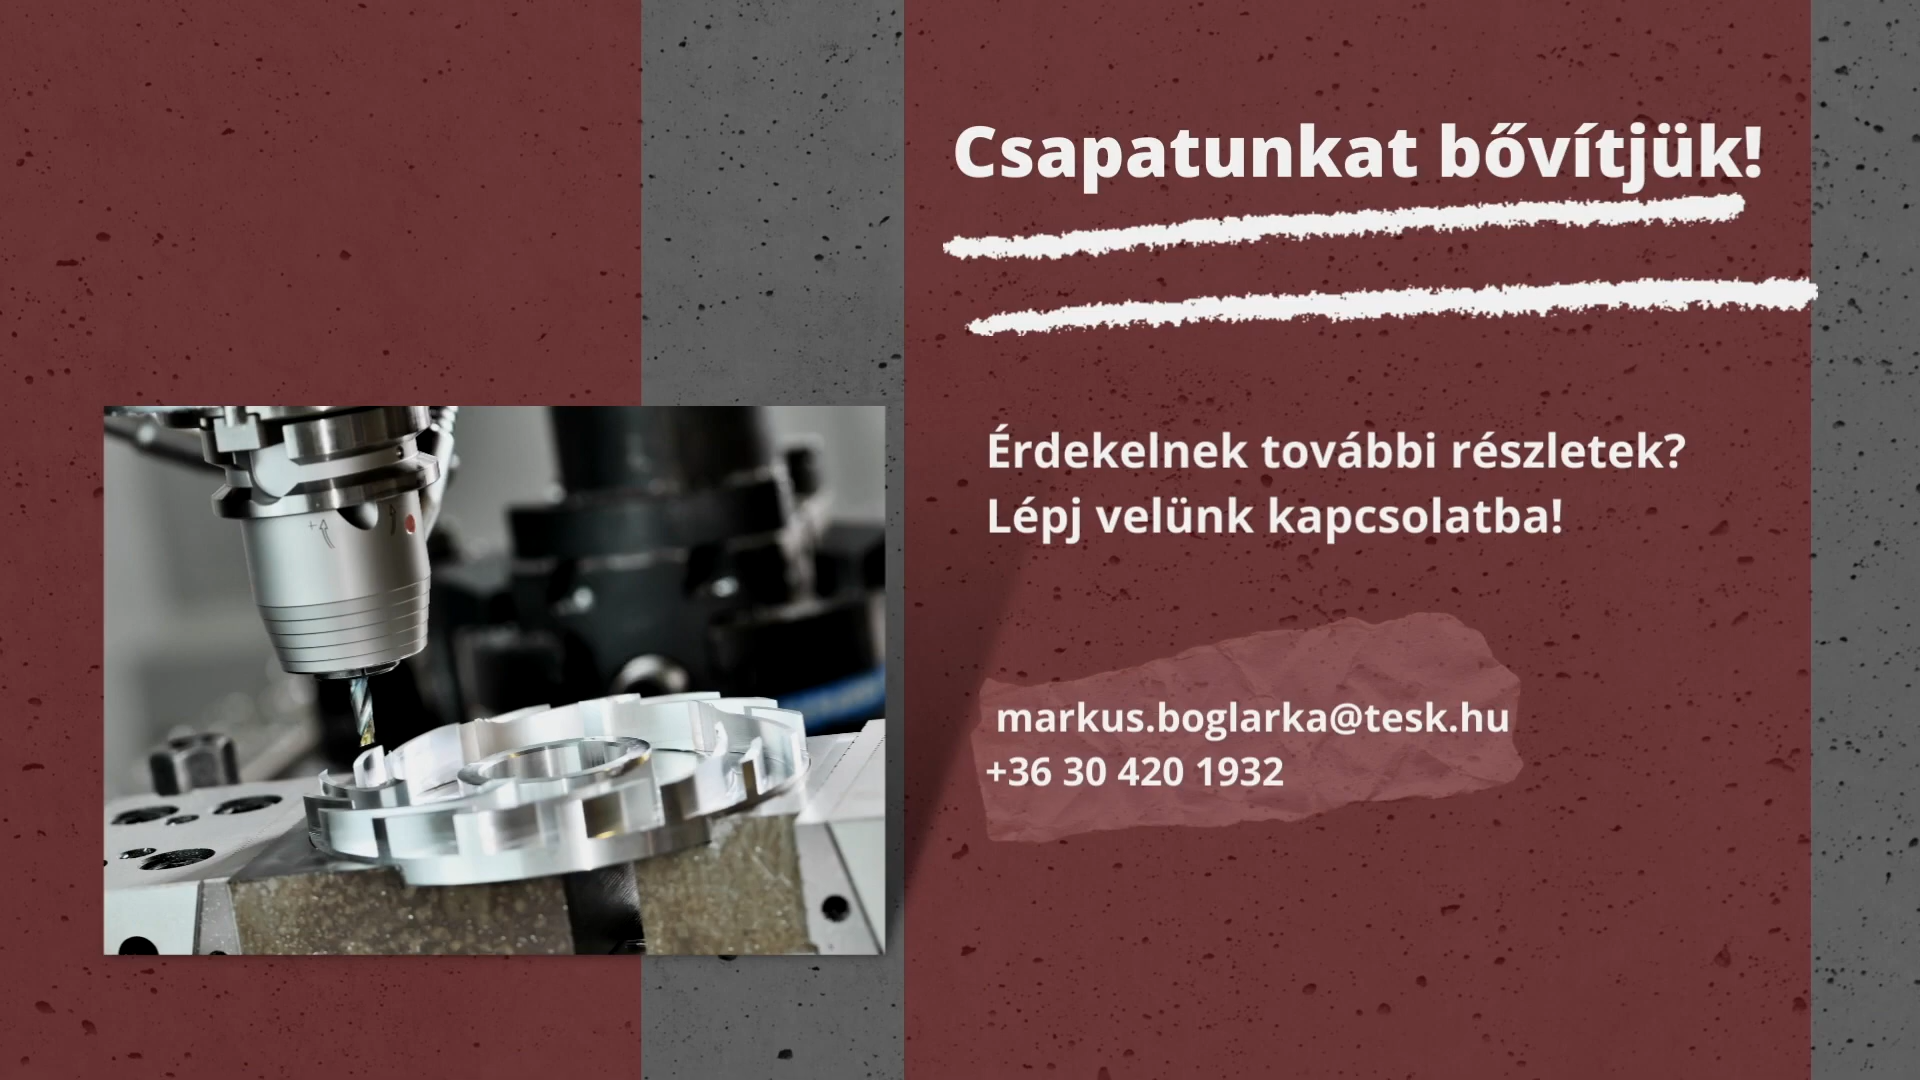 Csapatunkat bővítjük!
Érdekelnek további részletek?
Lépj velünk kapcsolatba!
markus.boglarka@tesk.hu
+36 30 420 1932